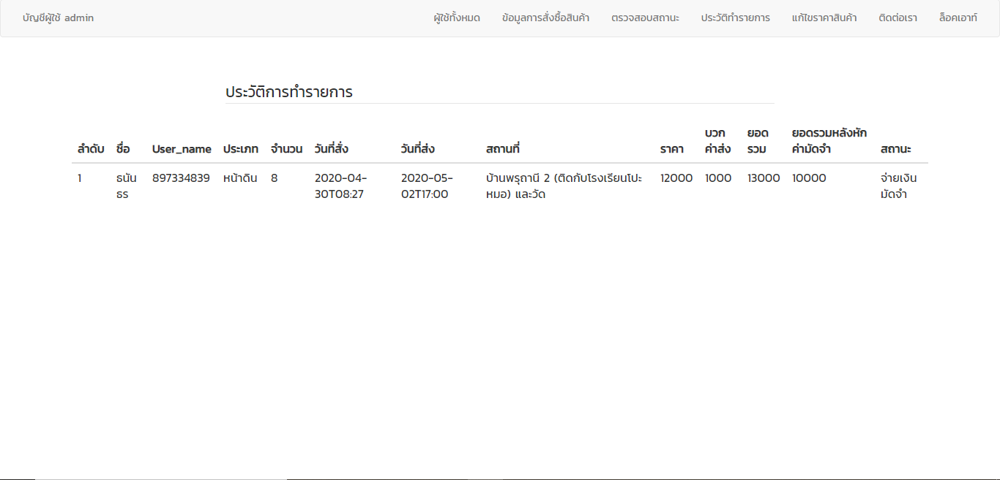 บัญชีผู้ใช้ admin ผู้ใช้ทั้งหมด ข้อมูลการสั่งซื้อสินค้า ตรวจสอบสถานะ ประวัติทำรายการ แก้ไขราคาสินค้า ติดต่อเรา ล็อคเอาท์
ประวัติการทำรายการ
บวก ยอด ยอดรวมหลังหัก
ลำดับ ชื่อ User_name ประเภท จำนวน วันที่สั่ง วันที่ส่ง สถานที่ ราคา ค่าส่ง รวม ค่ามัดจำ สถานะ
1 ธนัน 897334839 หน้าดิน 8 2020-04- 2020-05- บ้านพรุถานี 2 (ติดกับโรงเรียนโปะ 12000 1000 13000 10000 จ่ายเงิน
ธร 30T08:27 02T17:00 หมอ) และวัด มัดจำ